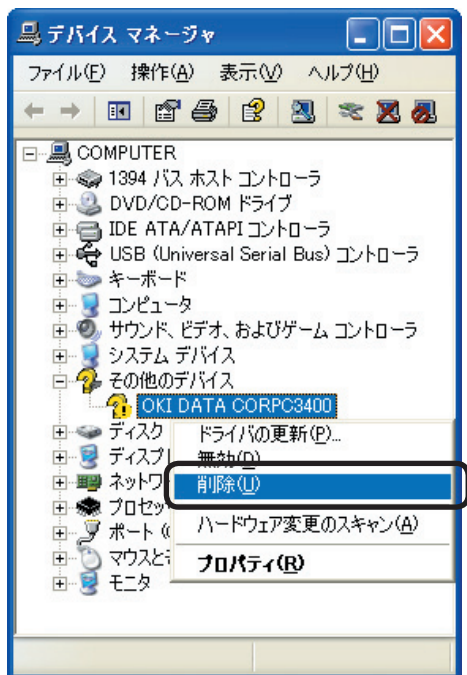 デバイス マネージャ
ファイル(F) 操作(A) 表示(V) ヘルプ(H)
COMPUTER
1394 バス ホスト コントローラ
DVD/CD-ROM ドライブ
IDE ATA/ATAPI コントローラ
USB (Universal Serial Bus) コントローラ
キーボード
コンピュータ
サウンド、ビデオ、およびゲーム コントローラ
システム デバイス
その他のデバイス
OKI DATA CORPC3400
ディスク
ディスプ
ネットワ
プロセッ
ポート (
マウスと
モニタ
ドライバの更新(P)...
無効(D)
削除(U)
ハードウェア変更のスキャン(A)
プロパティ(R)